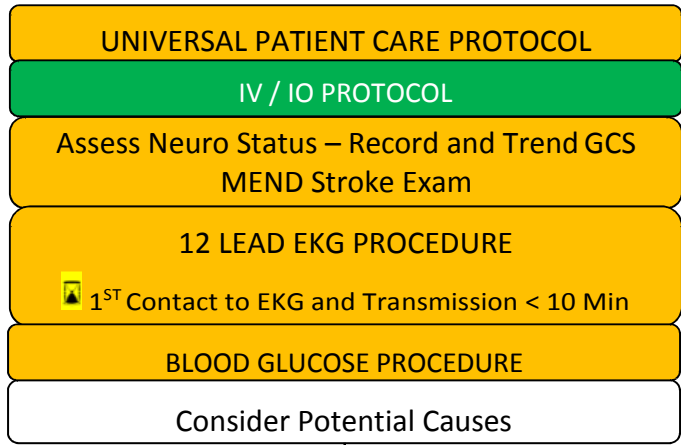 UNIVERSAL PATIENT CARE PROTOCOL
IV / IO PROTOCOL
Assess Neuro Status – Record and Trend GCS
MEND Stroke Exam
12 LEAD EKG PROCEDURE
1ST Contact to EKG and Transmission < 10 Min
BLOOD GLUCOSE PROCEDURE
Consider Potential Causes